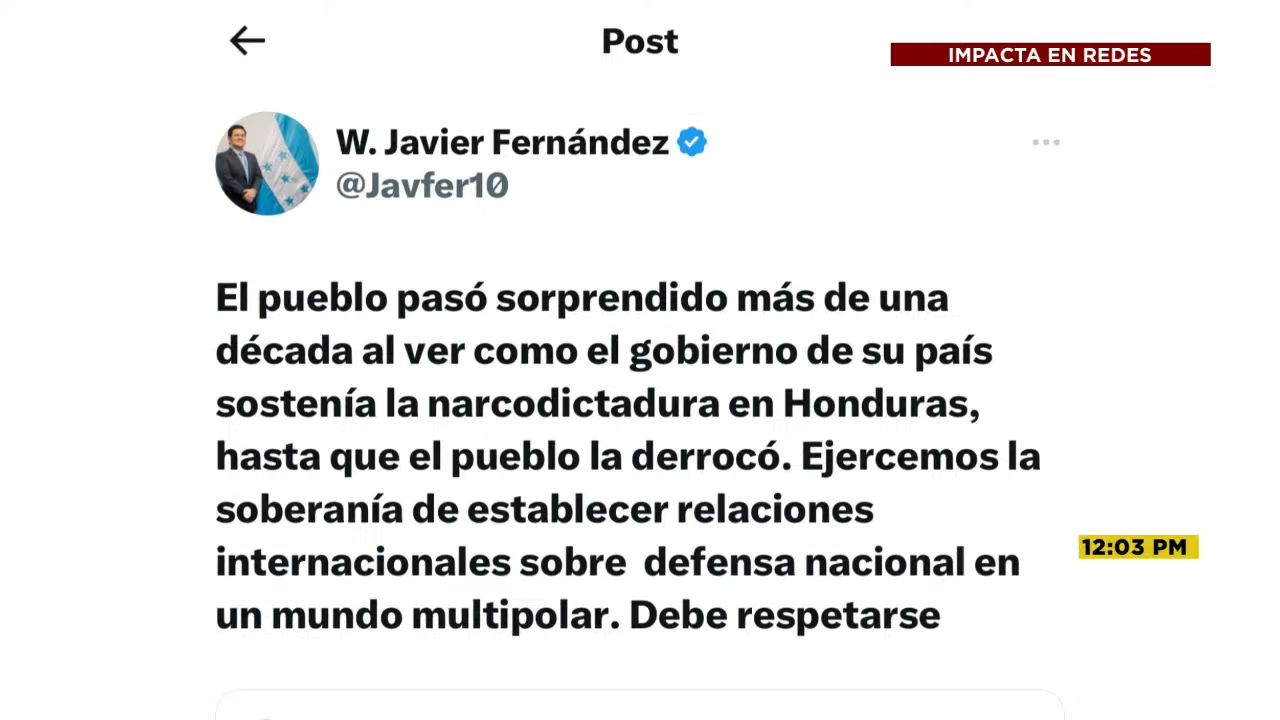 Post
IMPACTA EN REDES
W. Javier Fernández
@Javfer10
El pueblo pasó sorprendido más de una
década al ver como el gobierno de su país
sostenía la narcodictadura en Honduras,
hasta que el pueblo la derrocó. Ejercemos la
soberanía de establecer relaciones
internacionales sobre  defensa nacional en
un mundo multipolar. Debe respetarse
12:03 PM